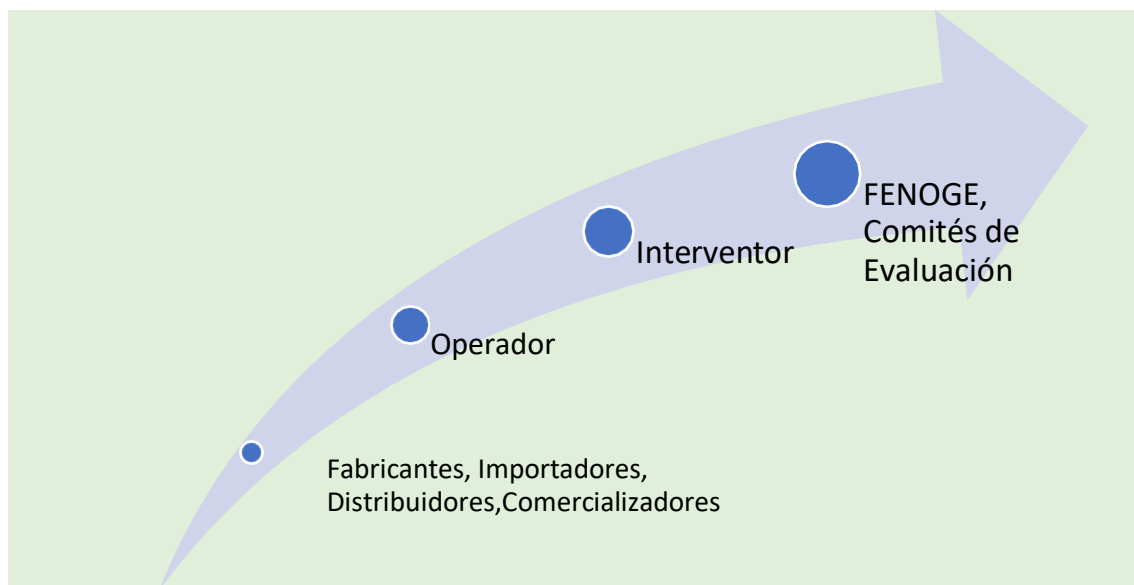 FENOGE,
Comités de
Evaluación
Interventor
Operador
Fabricantes, Importadores,
Distribuidores,Comercializadores